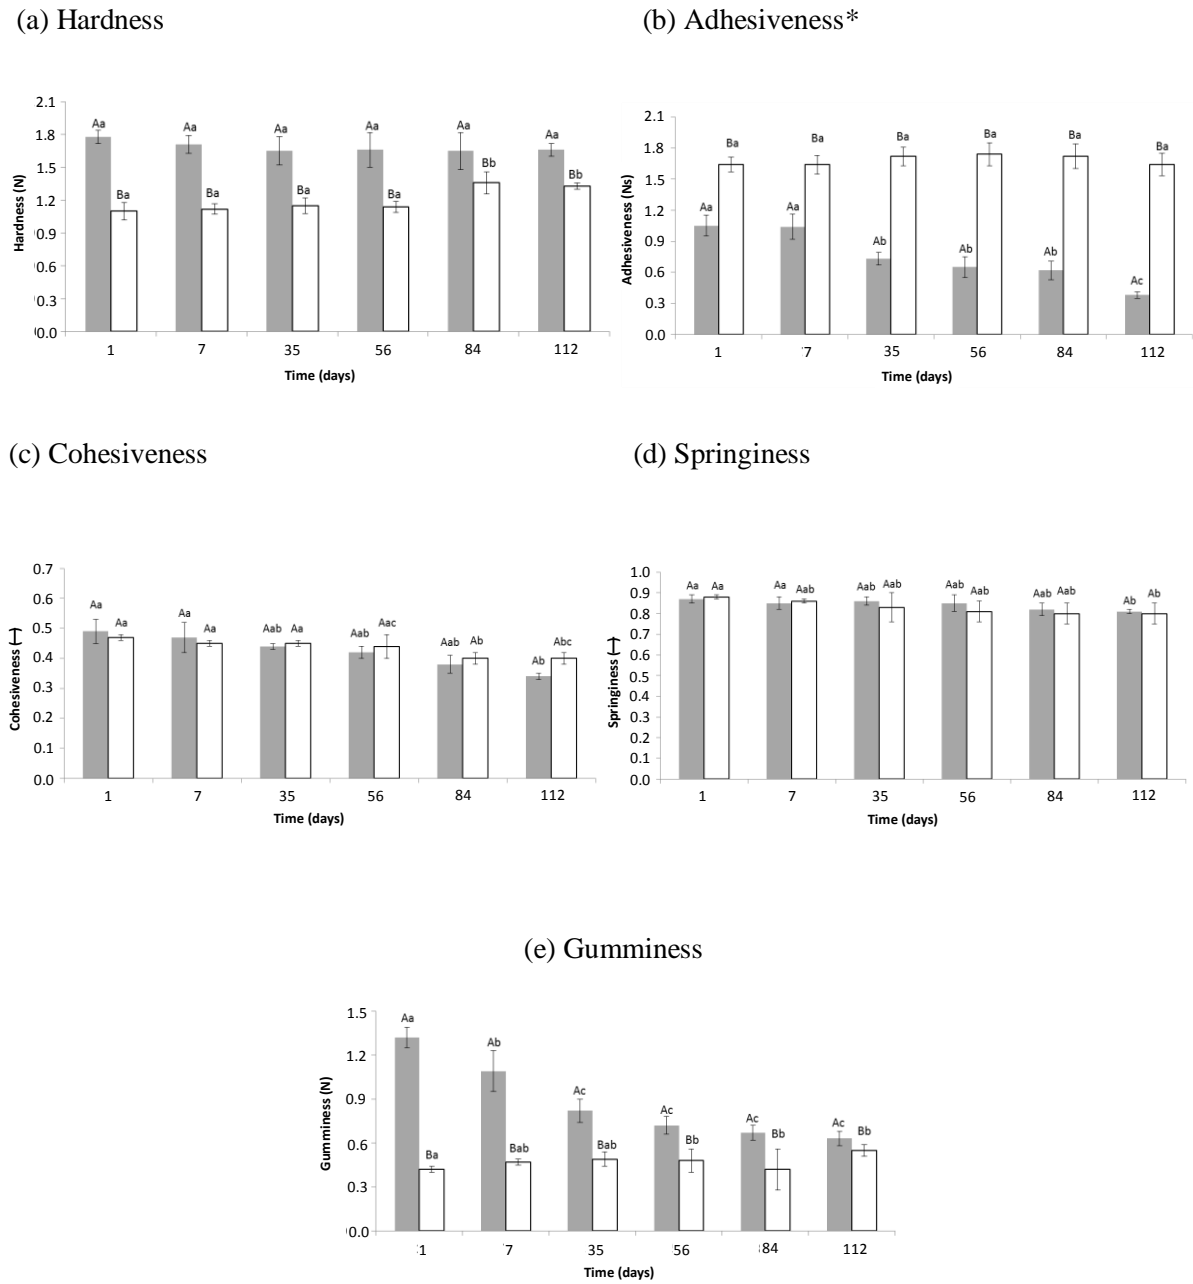 (a) Hardness
(b) Adhesiveness*
2.1
1.8
1.5
1.2
0.9
0.6
0.3
0.0
Hardness (N)
Aa Aa Aa Aa Aa Aa
Ba Ba Ba Ba Bb Bb
1 7 35 56 84 112
Time (days)
2.1
1.8
1.5
1.2
0.9
0.6
0.3
0.0
Adhesiveness (Ns)
Ba Ba Ba Ba Ba Ba
Aa Aa Ab Ab Ab Ac
1 7 35 56 84 112
Time (days)
(c) Cohesiveness
(d) Springiness
0.7
0.6
0.5
0.4
0.3
0.2
0.1
0.0
Cohesiveness (—)
Aa Aa Aa Aa Aab Aa Aab Aac Aab Ab Ab Abc
1 7 35 56 84 112
Time (days)
1.0
0.9
0.8
0.7
0.6
0.5
0.4
0.3
0.2
0.1
0.0
Springiness (—)
Aa Aa Aa Aab Aab Aab Aab Aab Aab Aab Ab Ab
1 7 35 56 84 112
Time (days)
(e) Gumminess
1.5
1.2
0.9
0.6
0.3
0.0
Gumminess (N)
Aa Ab Ac Ac Ac Ac
Ba Bab Bab Bb Bb Bb
1 7 35 56 84 112
Time (days)